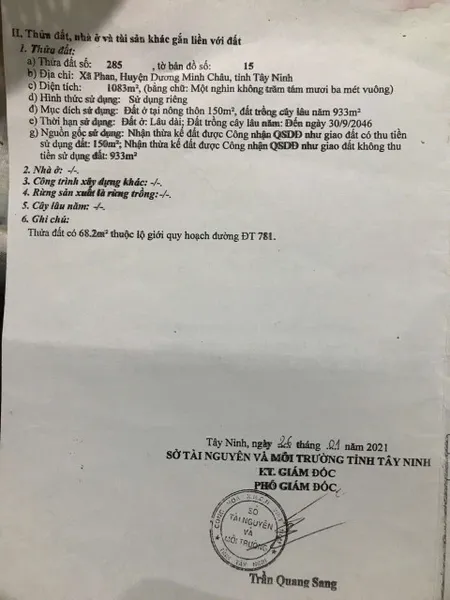 II. Thửa đất, nhà ở và tài sản khác gắn liền với đất
1. Thửa đất:
a) Thửa đất số: 285 , tờ bản đồ số: 15
b) Địa chỉ: Xã Phan, Huyện Dương Minh Châu, tỉnh Tây Ninh
c) Diện tích: 1083m², (bằng chữ: Một nghìn không trăm tám mươi ba mét vuông)
d) Hình thức sử dụng: Sử dụng riêng
đ) Mục đích sử dụng: Đất ở tại nông thôn 150m², đất trồng cây lâu năm 933m²
e) Thời hạn sử dụng: Đất ở: Lâu dài; Đất trồng cây lâu năm: Đến ngày 30/9/2046
g) Nguồn gốc sử dụng: Nhận thừa kế đất được Công nhận QSDĐ như giao đất có thu tiền
sử dụng đất: 150m²; Nhận thừa kế đất được Công nhận QSDĐ như giao đất không thu
tiền sử dụng đất: 933m²
2. Nhà ở: -/-.
3. Công trình xây dựng khác: -/-.
4. Rừng sản xuất là rừng trồng:-/-.
5. Cây lâu năm: -/-.
6. Ghi chú:
Thửa đất có 68.2m² thuộc lộ giới quy hoạch đường ĐT 781.
Tây Ninh, ngày 26 tháng 01 năm 2021
SỞ TÀI NGUYÊN VÀ MÔI TRƯỜNG TỈNH TÂY NINH
KT. GIÁM ĐỐC
PHÓ GIÁM ĐỐC
SỞ
TÀI NGUYÊN
VÀ
MÔI TRƯỜNG
TỈNH TÂY NINH
Trần Quang Sang